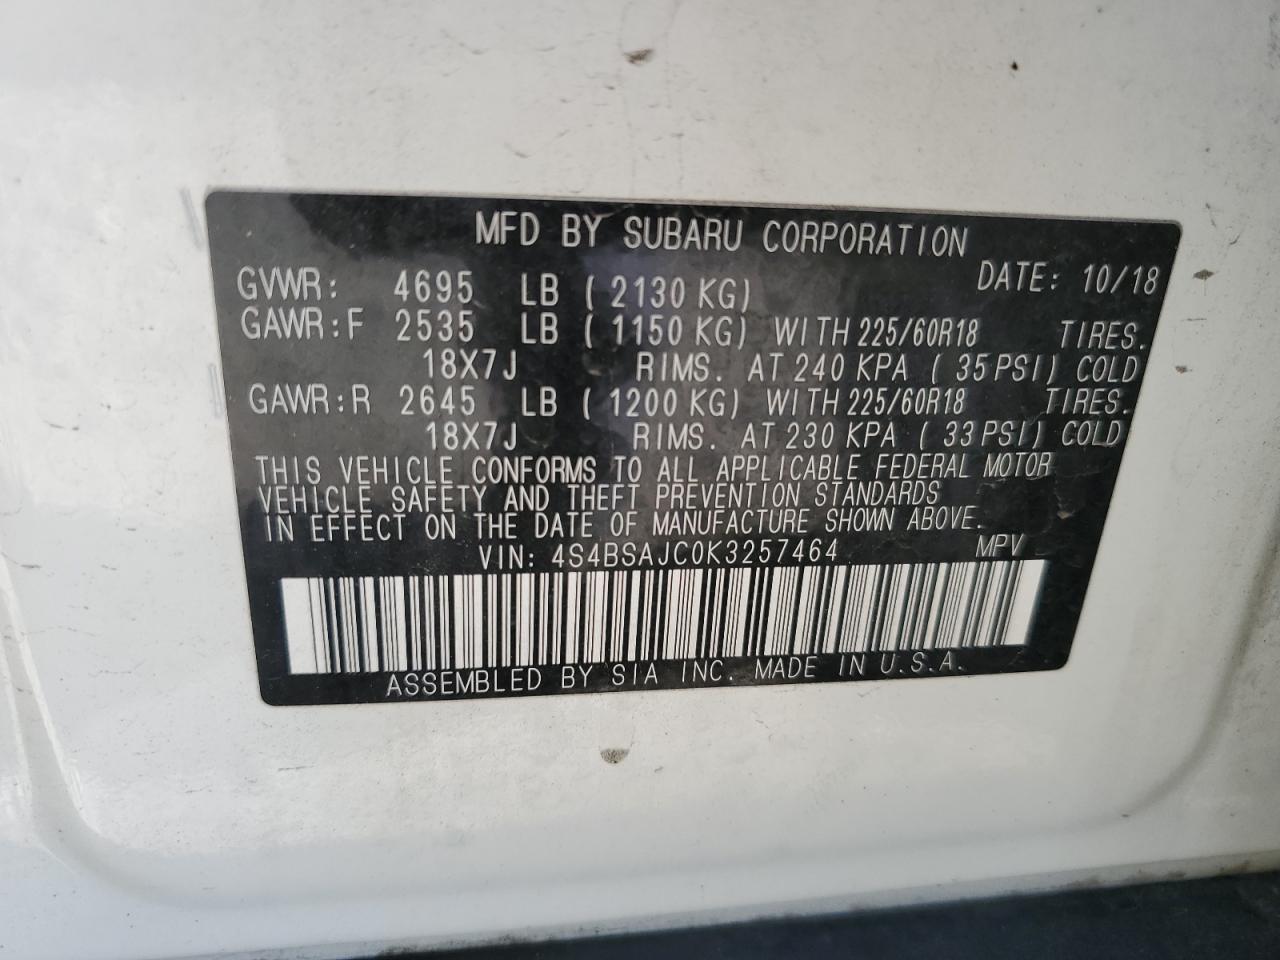 MFD BY SUBARU CORPORATION
DATE: 10/18
GVWR: 4695 LB (2130 KG)
GAWR:F 2535 LB (1150 KG) WITH 225/60R18 TIRES.
18X7J RIMS. AT 240 KPA (35 PSI) COLD
GAWR:R 2645 LB (1200 KG) WITH 225/60R18 TIRES.
18X7J RIMS. AT 230 KPA (33 PSI) COLD
THIS VEHICLE CONFORMS TO ALL APPLICABLE FEDERAL MOTOR
VEHICLE SAFETY AND THEFT PREVENTION STANDARDS
IN EFFECT ON THE DATE OF MANUFACTURE SHOWN ABOVE.
VIN: 4S4BSAJC0K3257464 MPV
ASSEMBLED BY SIA INC. MADE IN U.S.A.